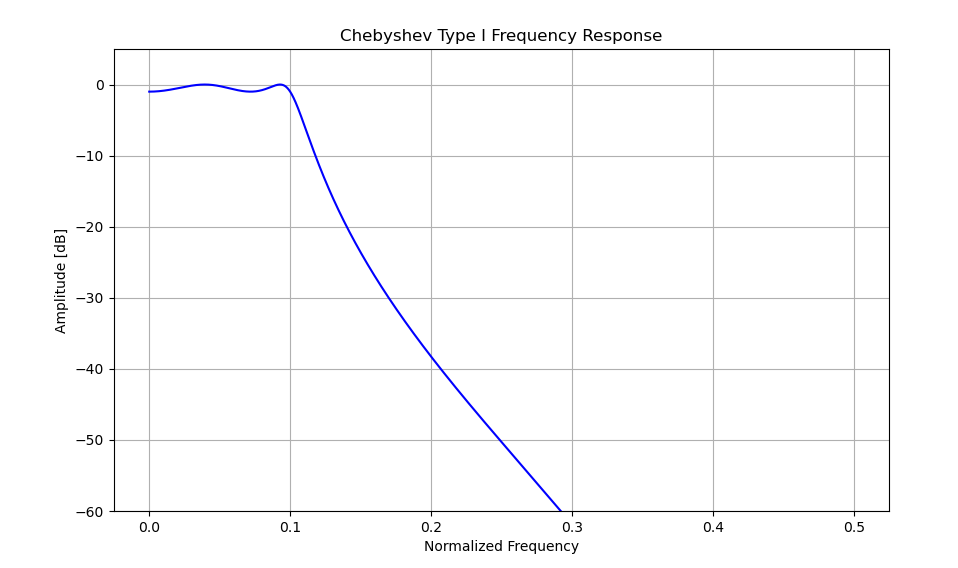 Chebyshev Type I Frequency Response
0
−10
−20
−30
−40
−50
−60
Amplitude [dB]
0.0 0.1 0.2 0.3 0.4 0.5
Normalized Frequency